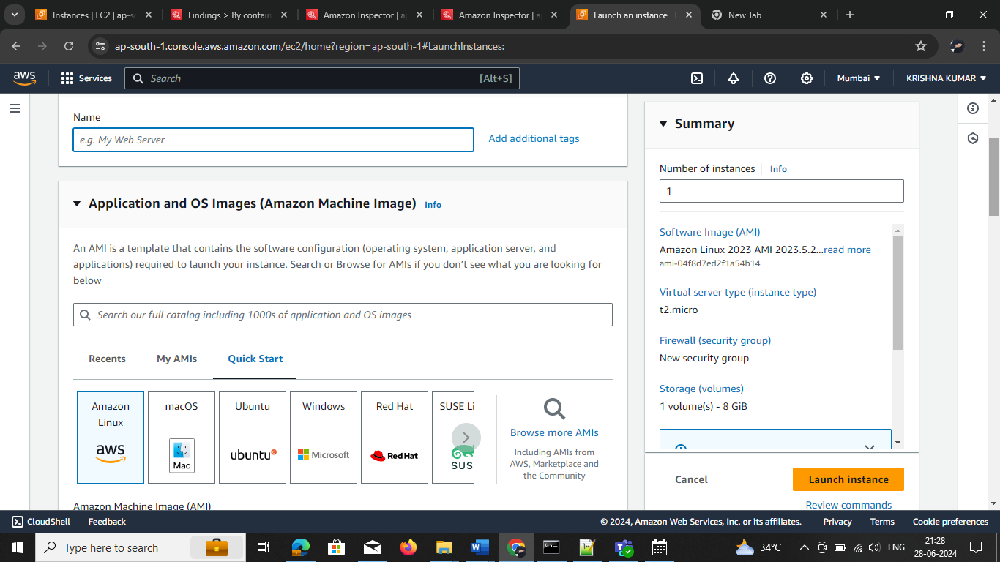 Instances | EC2 | ap-s
Findings > By contain
Amazon Inspector | ap
Amazon Inspector | ap
Launch an instance |
New Tab
ap-south-1.console.aws.amazon.com/ec2/home?region=ap-south-1#LaunchInstances:
aws
Services
Search
[Alt+S]
Mumbai
KRISHNA KUMAR
Name
e.g. My Web Server
Add additional tags
Application and OS Images (Amazon Machine Image) Info
An AMI is a template that contains the software configuration (operating system, application server, and
applications) required to launch your instance. Search or Browse for AMIs if you don't see what you are looking for
below
Search our full catalog including 1000s of application and OS images
Recents
My AMIs
Quick Start
Amazon
Linux
aws
macOS
Mac
Ubuntu
ubuntu
Windows
Microsoft
Red Hat
Red Hat
SUSE Li
SUS
Browse more AMIs
Including AMIs from
AWS, Marketplace and
the Community
Amazon Machine Image (AMI)
Summary
Number of instances Info
1
Software Image (AMI)
Amazon Linux 2023 AMI 2023.5.2...read more
ami-04f8d7ed2f1a54b14
Virtual server type (instance type)
t2.micro
Firewall (security group)
New security group
Storage (volumes)
1 volume(s) - 8 GiB
Cancel
Launch instance
Review commands
CloudShell
Feedback
© 2024, Amazon Web Services, Inc. or its affiliates.
Privacy
Terms
Cookie preferences
Type here to search
34°C
ENG
21:28
28-06-2024